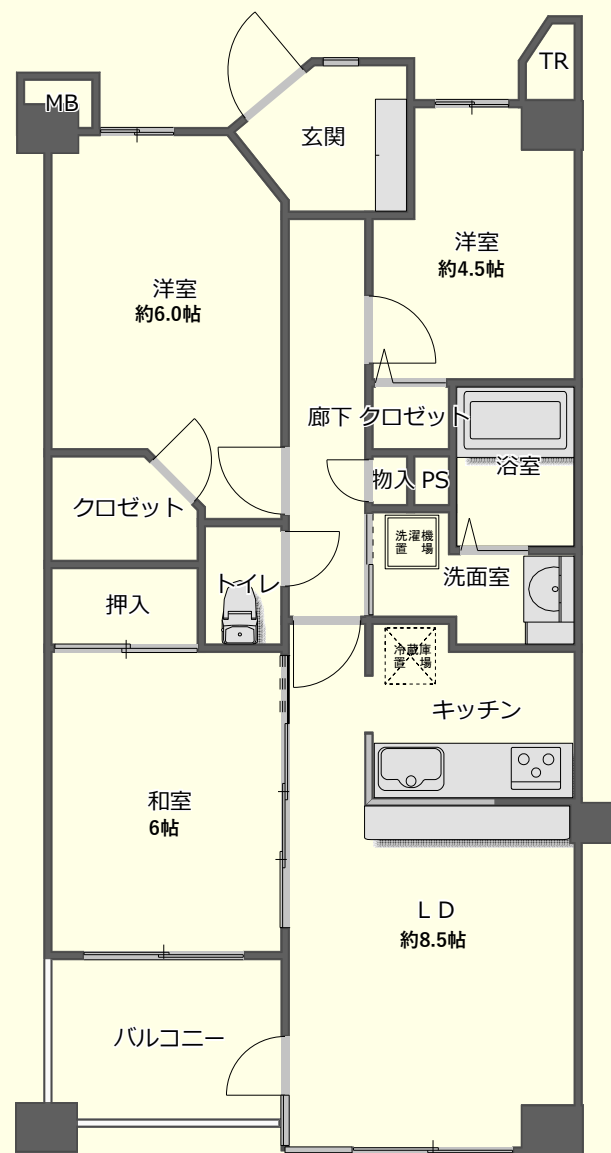 TR
MB
玄関
洋室
約4.5帖
洋室
約6.0帖
廊下
クロゼット
浴室
物入
PS
クロゼット
洗濯機
置場
洗面室
トイレ
押入
冷蔵庫
置場
キッチン
和室
6帖
LD
約8.5帖
バルコニー